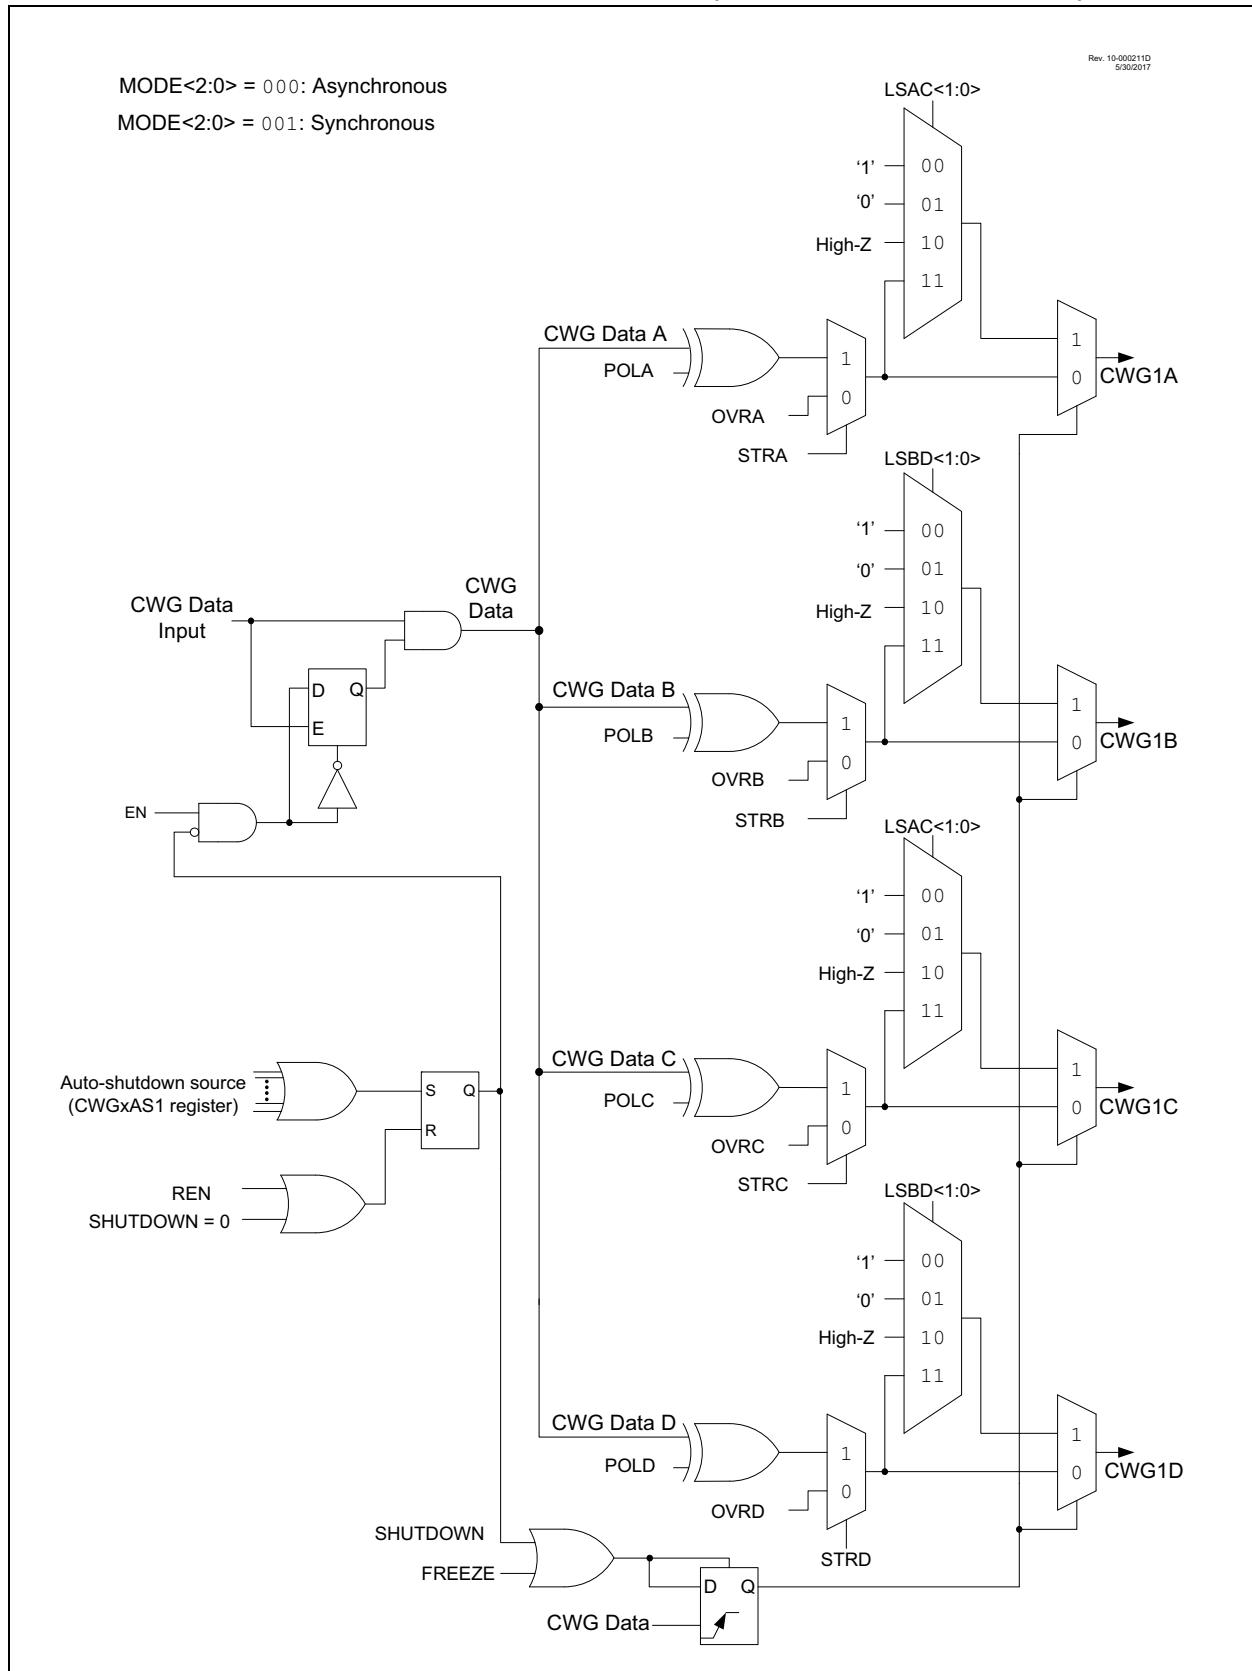 Rev. 10-000211D
5/30/2017
MODE<2:0> = 000: Asynchronous
MODE<2:0> = 001: Synchronous
LSAC<1:0>
'1' 00
'0' 01
High-Z 10
11
CWG Data A
POLA
1
0
OVRA
STRA
1
0
CWG1A
LSBD<1:0>
'1' 00
'0' 01
High-Z 10
11
CWG Data B
POLB
1
0
OVRB
STRB
1
0
CWG1B
CWG Data
Input
CWG
Data
D Q
E
EN
LSAC<1:0>
'1' 00
'0' 01
High-Z 10
11
CWG Data C
POLC
1
0
OVRC
STRC
1
0
CWG1C
Auto-shutdown source
(CWGxAS1 register)
S Q
R
REN
SHUTDOWN = 0
LSBD<1:0>
'1' 00
'0' 01
High-Z 10
11
CWG Data D
POLD
1
0
OVRD
STRD
1
0
CWG1D
SHUTDOWN
FREEZE
D Q
CWG Data